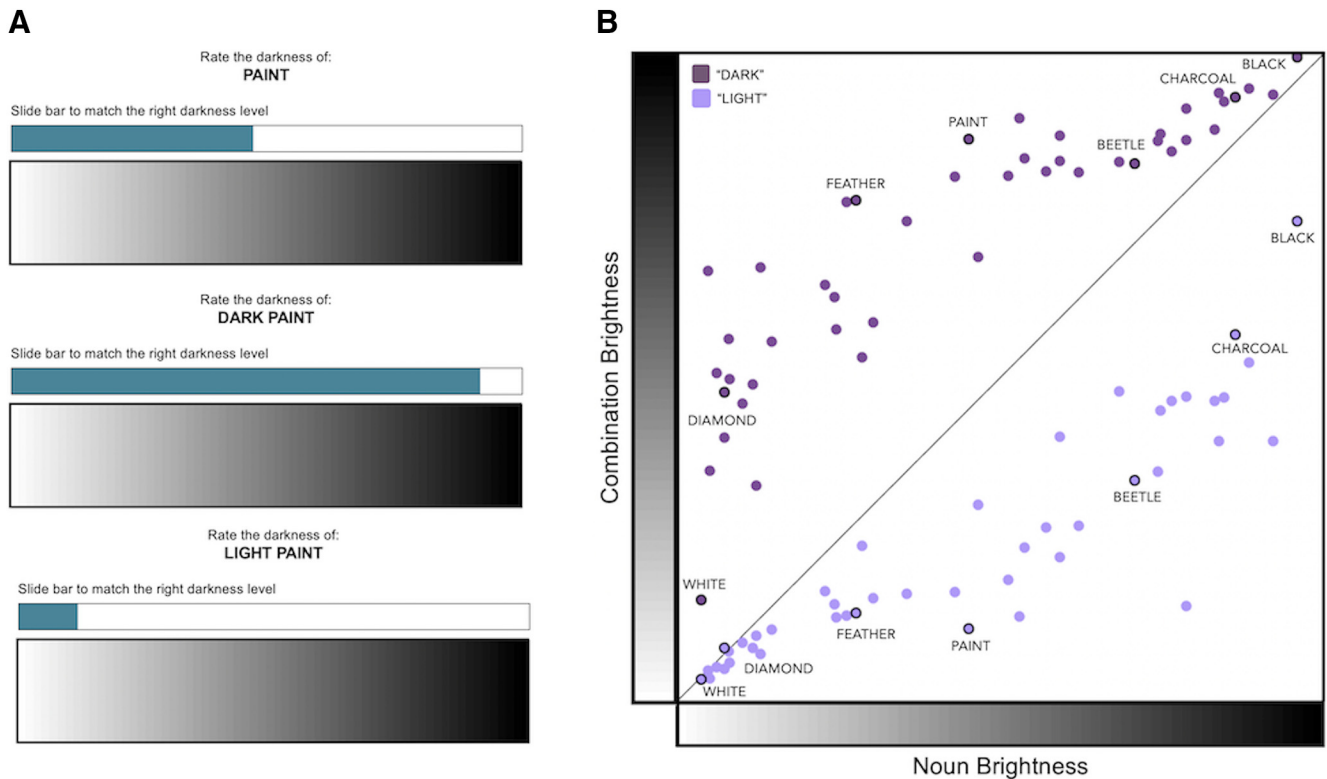 A
Rate the darkness of:
PAINT
Slide bar to match the right darkness level
Rate the darkness of:
DARK PAINT
Slide bar to match the right darkness level
Rate the darkness of:
LIGHT PAINT
Slide bar to match the right darkness level
B
"DARK"
"LIGHT"
BLACK
CHARCOAL
PAINT
BEETLE
FEATHER
BLACK
CHARCOAL
DIAMOND
BEETLE
WHITE
FEATHER
PAINT
DIAMOND
WHITE
Combination Brightness
Noun Brightness